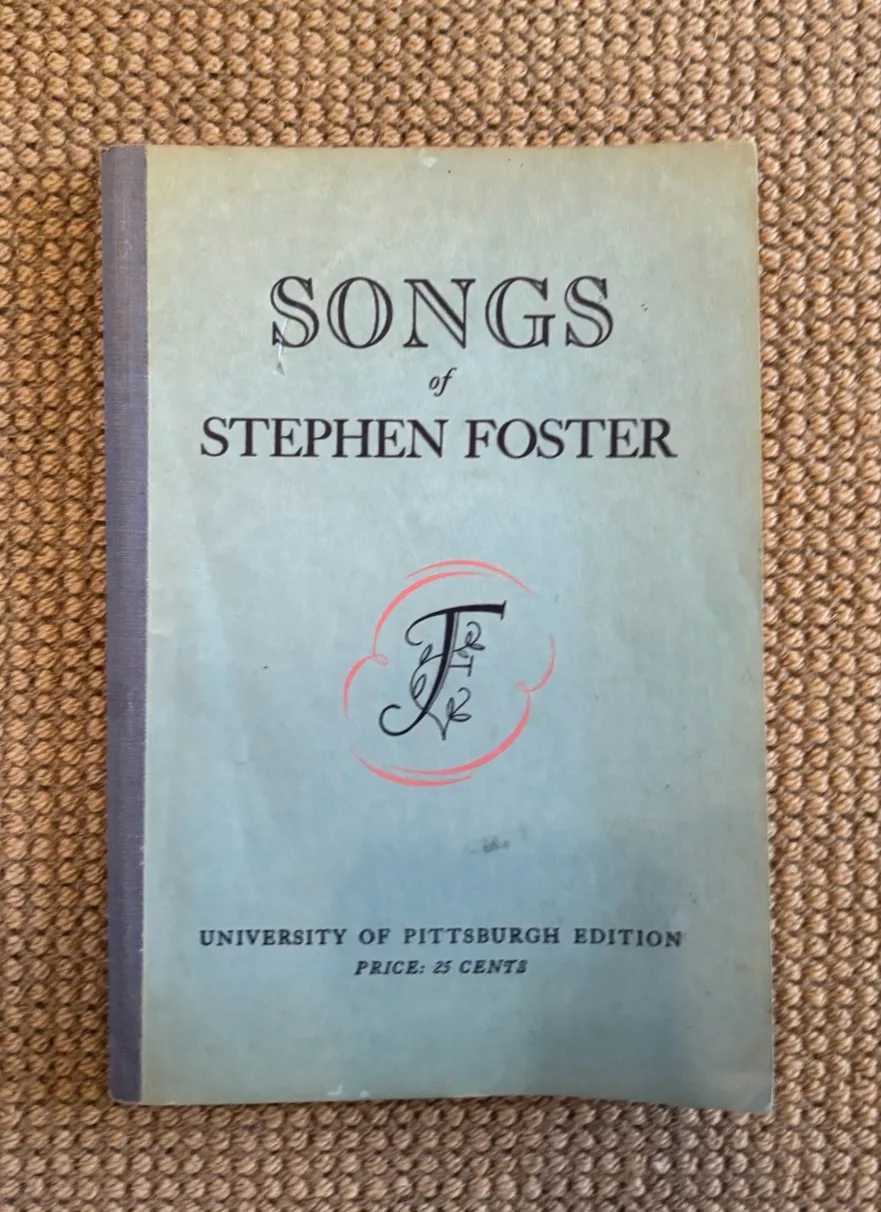 SONGS
of
STEPHEN FOSTER
F
UNIVERSITY OF PITTSBURGH EDITION
PRICE: 25 CENTS